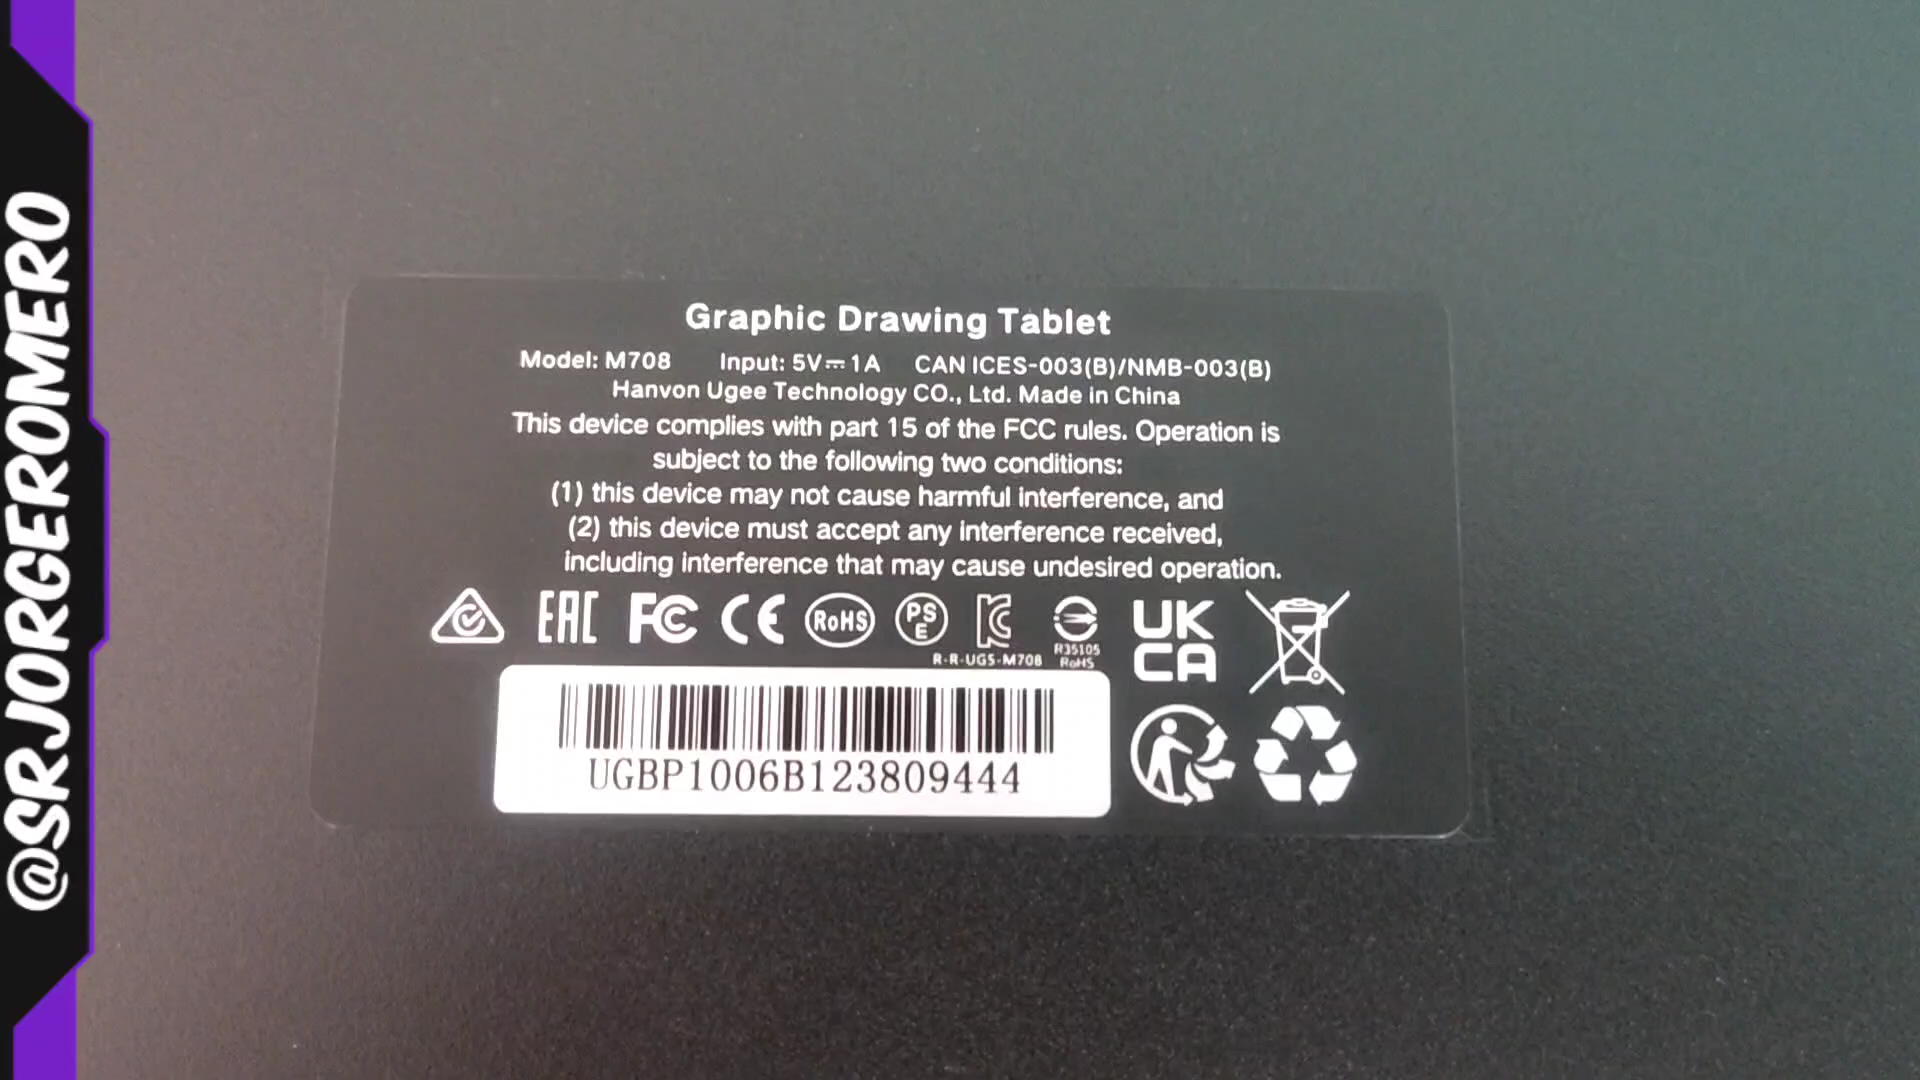 @SRJORGEROMERO
Graphic Drawing Tablet
Model: M708 Input: 5V⎓1A CAN ICES-003(B)/NMB-003(B)
Hanvon Ugee Technology CO., Ltd. Made in China
This device complies with part 15 of the FCC rules. Operation is
subject to the following two conditions:
(1) this device may not cause harmful interference, and
(2) this device must accept any interference received,
including interference that may cause undesired operation.
EAC FC CE RoHS PSE KC UK CA
R-R-UGS-M708 R35105
RoHS
UGBP1006B123809444